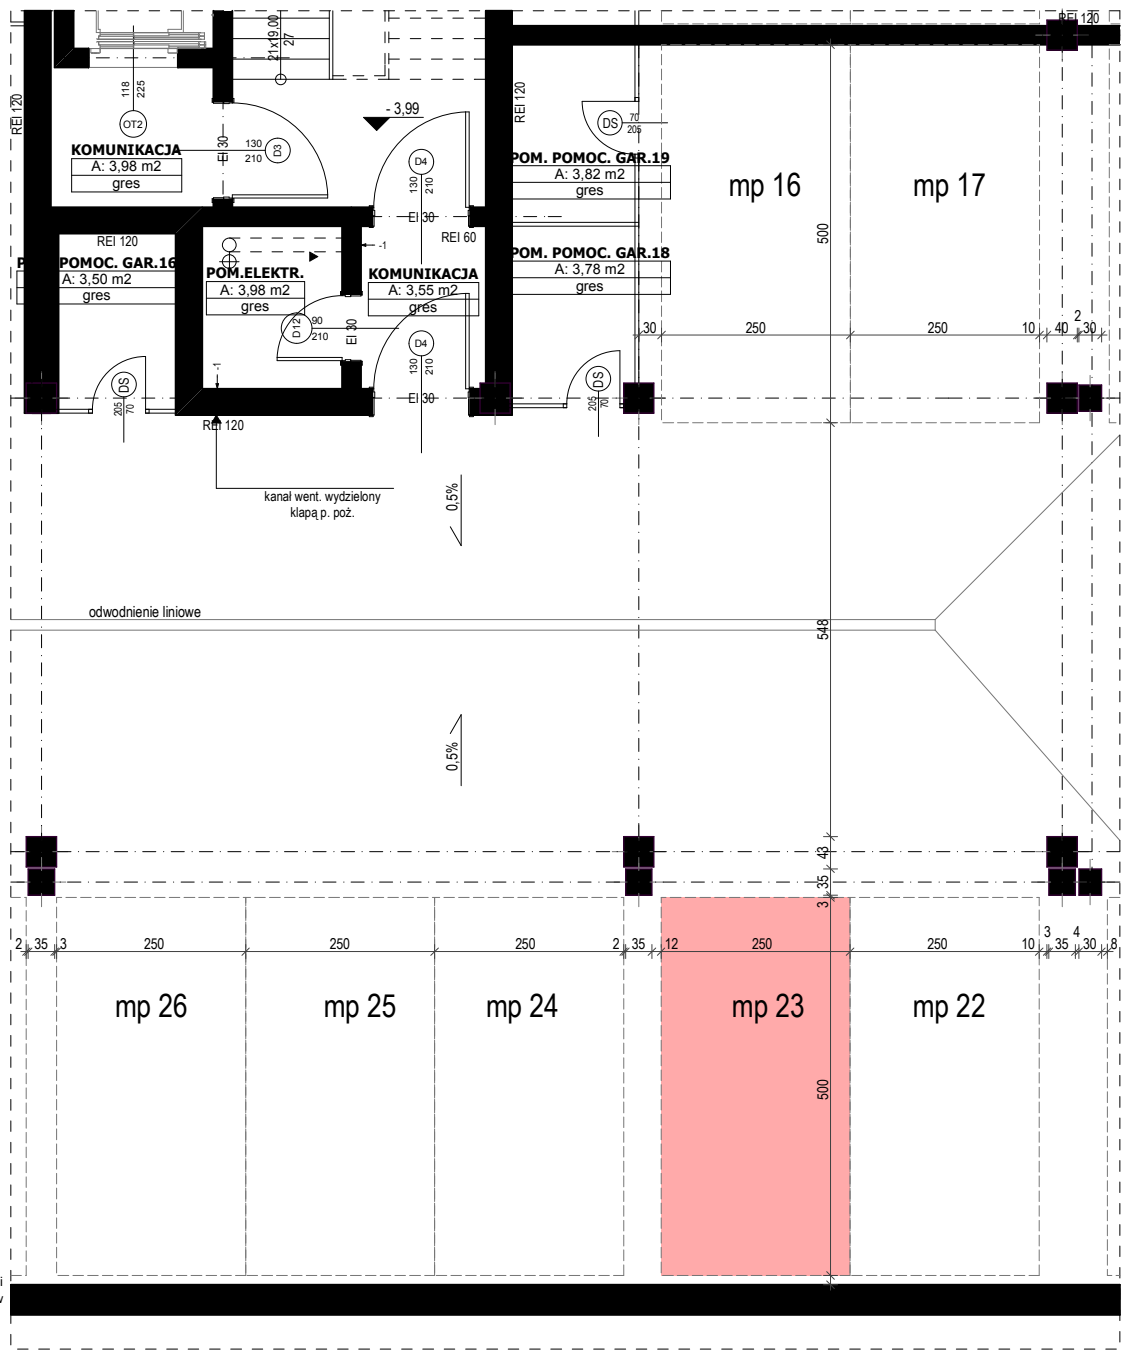 REI 120
21x19.00
27
REI 120
118
225
OT2
130
210
D3
EI 30
- 3,99
D4
130
210
EI 30
REI 60
REI 120
DS
70
205
KOMUNIKACJA
A: 3,98 m2
gres
POM. POMOC. GAR.19
A: 3,82 m2
gres
mp 16
mp 17
500
REI 120
POMOC. GAR.16
A: 3,50 m2
gres
POM.ELEKTR.
A: 3,98 m2
gres
-1
KOMUNIKACJA
A: 3,55 m2
gres
POM. POMOC. GAR.18
A: 3,78 m2
gres
D12
90
210
EI 30
D4
130
210
EI 30
30
250
250
10
40
2
30
DS
205
70
-1
DS
205
70
REI 120
kanał went. wydzielony
klapą p. poż.
0,5%
odwodnienie liniowe
548
0,5%
43
35
3
2
35
3
250
250
250
2
35
12
250
250
10
3
35
4
30
8
mp 26
mp 25
mp 24
mp 23
mp 22
500
i